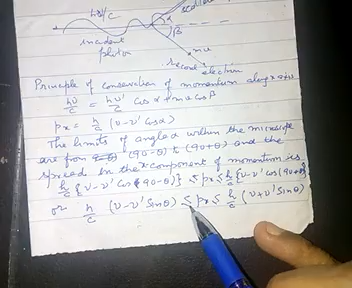 hν/c
scatt
α
β
incident
photon
mv
recoil electron
Principle of conservation of momentum along x axis
hν/c = hν'/c cos α + mv cos β
px = h/c (ν - ν' cos α)
The limits of angle α within the microscope
are from (90-θ) to (90+θ) and the
spread in the x component of momentum is
h/c {ν - ν' cos (90-θ)} ≤ px ≤ h/c {ν - ν' cos (90+θ)}
or h/c (ν - ν' sin θ) ≤ px ≤ h/c (ν + ν' sin θ)